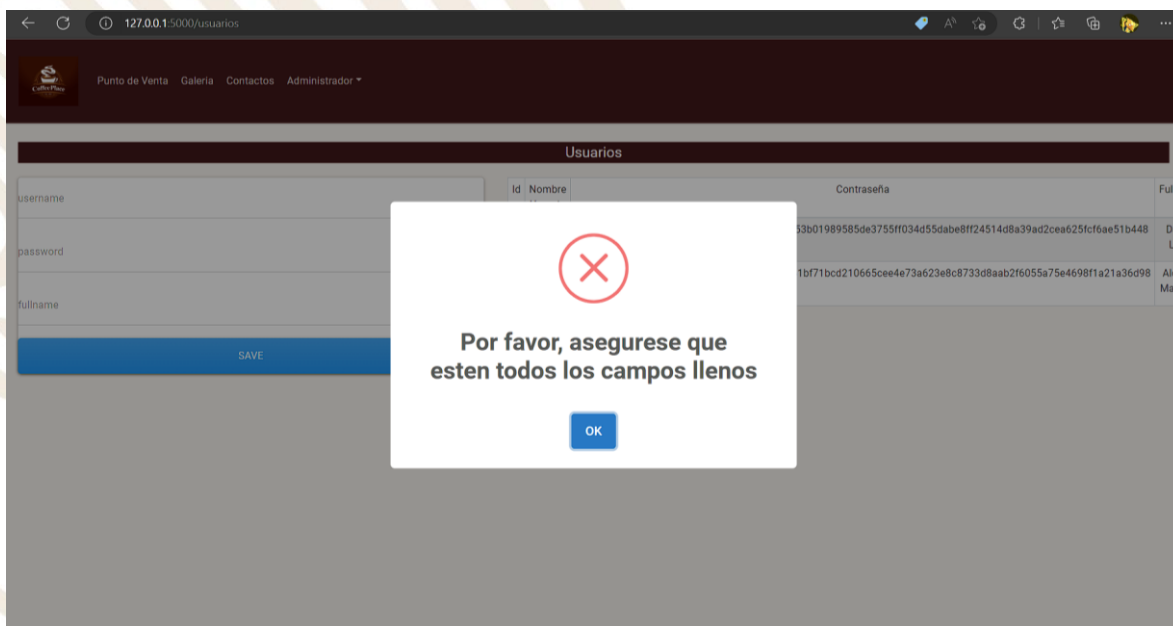 127.0.0.1:5000/usuarios
Punto de Venta Galeria Contactos Administrador
Usuarios
username
password
fullname
SAVE
Id Nombre Contraseña
53b01989585de3755ff034d55dabe8ff24514d8a39ad2cea625fcf6ae51b448
1bf71bcd210665cee4e73a623e8c8733d8aab2f6055a75e4698f1a21a36d98
Por favor, asegurese que
esten todos los campos llenos
OK